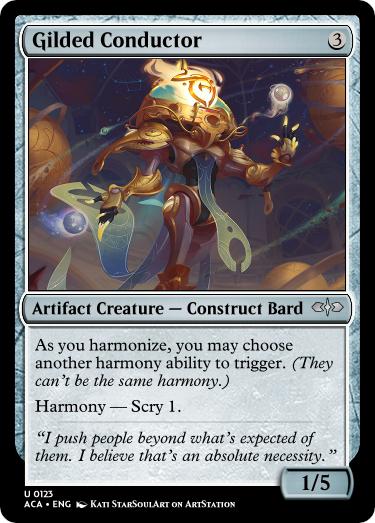 Gilded Conductor 3
Artifact Creature — Construct Bard
As you harmonize, you may choose
another harmony ability to trigger. (They
can't be the same harmony.)
Harmony — Scry 1.
“I push people beyond what's expected of
them. I believe that's an absolute necessity.”
1/5
U 0123
ACA • ENG Kati StarSoulArt on ArtStation